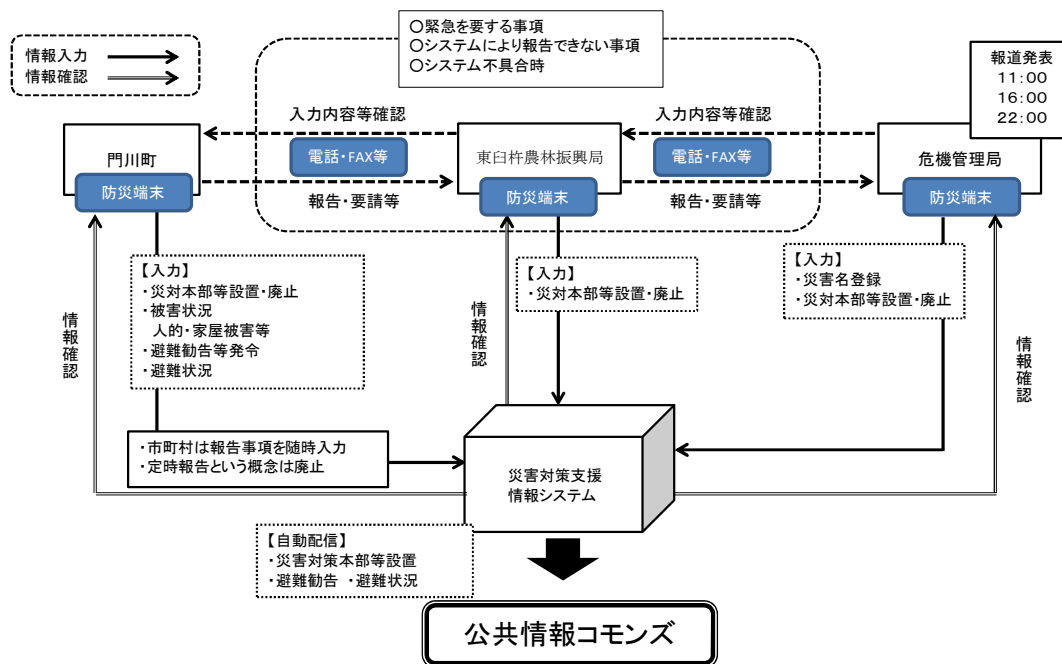 ○緊急を要する事項
○システムにより報告できない事項
○システム不具合時
情報入力
情報確認
報道発表
11:00
16:00
22:00
入力内容等確認
入力内容等確認
門川町
電話・FAX等
東臼杵農林振興局
電話・FAX等
危機管理局
防災端末
報告・要請等
防災端末
報告・要請等
防災端末
【入力】
・災対本部等設置・廃止
・被害状況
人的・家屋被害等
・避難勧告等発令
・避難状況
【入力】
・災対本部等設置・廃止
【入力】
・災害名登録
・災対本部等設置・廃止
情報確認
情報確認
情報確認
・市町村は報告事項を随時入力
・定時報告という概念は廃止
災害対策支援
情報システム
【自動配信】
・災害対策本部等設置
・避難勧告 ・避難状況
公共情報コモンズ